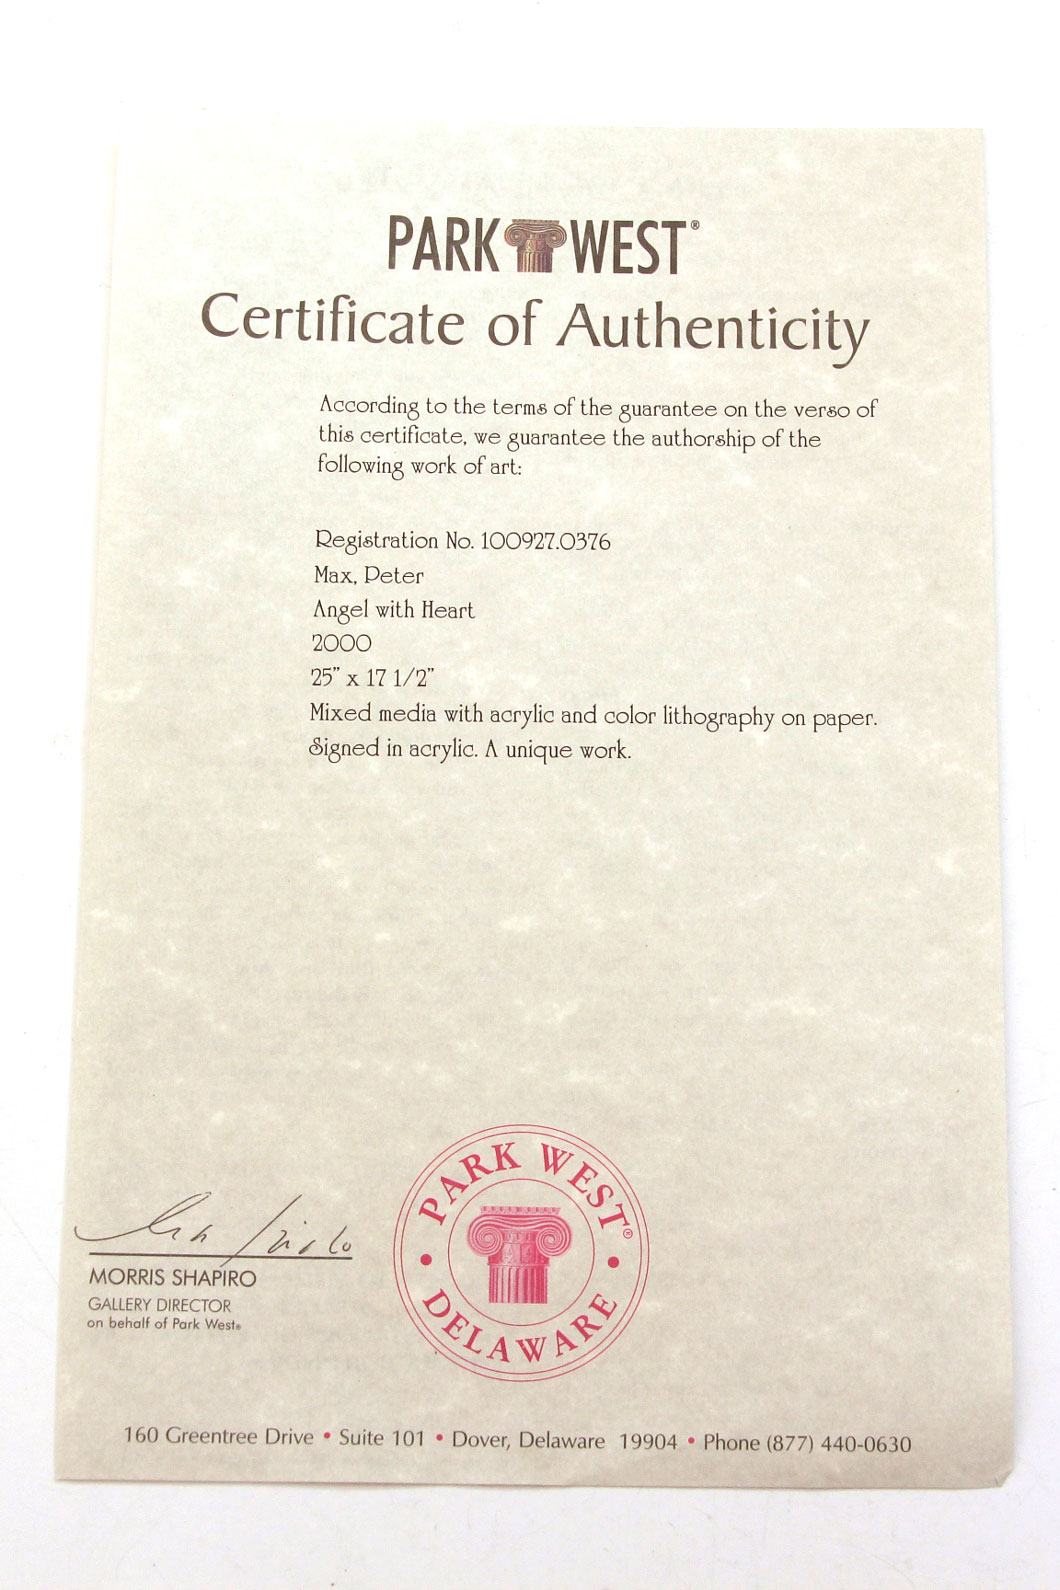 PARK WEST®
Certificate of Authenticity
According to the terms of the guarantee on the verso of
this certificate, we guarantee the authorship of the
following work of art:
Registration No. 100927.0376
Max, Peter
Angel with Heart
2000
25" x 17 1/2"
Mixed media with acrylic and color lithography on paper.
Signed in acrylic. A unique work.
PARK WEST®
• DELAWARE •
MORRIS SHAPIRO
GALLERY DIRECTOR
on behalf of Park West®
160 Greentree Drive • Suite 101 • Dover, Delaware 19904 • Phone (877) 440-0630